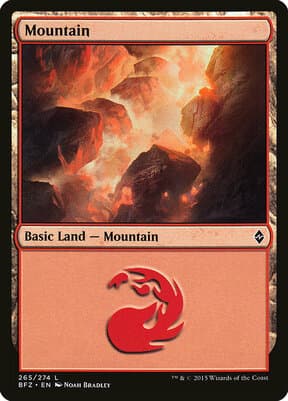 Mountain
Basic Land — Mountain
265/274 L
BFZ • EN Noah Bradley
™ & © 2015 Wizards of the Coast